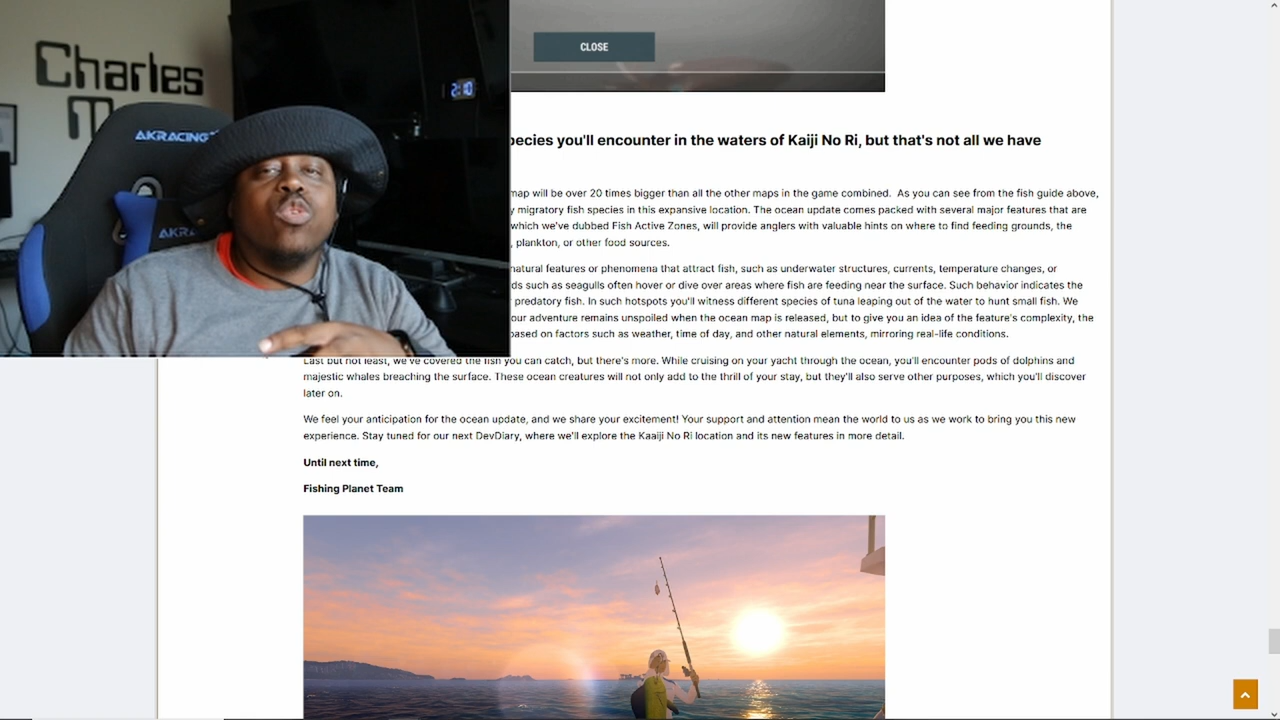 Charles
M
2:10
AKRACING
AKRA
CLOSE
pecies you'll encounter in the waters of Kaiji No Ri, but that's not all we have
map will be over 20 times bigger than all the other maps in the game combined. As you can see from the fish guide above,
y migratory fish species in this expansive location. The ocean update comes packed with several major features that are
which we've dubbed Fish Active Zones, will provide anglers with valuable hints on where to find feeding grounds, the
, plankton, or other food sources.
natural features or phenomena that attract fish, such as underwater structures, currents, temperature changes, or
ds such as seagulls often hover or dive over areas where fish are feeding near the surface. Such behavior indicates the
predatory fish. In such hotspots you'll witness different species of tuna leaping out of the water to hunt small fish. We
our adventure remains unspoiled when the ocean map is released, but to give you an idea of the feature's complexity, the
based on factors such as weather, time of day, and other natural elements, mirroring real-life conditions.
Last but not least, we've covered the fish you can catch, but there's more. While cruising on your yacht through the ocean, you'll encounter pods of dolphins and
majestic whales breaching the surface. These ocean creatures will not only add to the thrill of your stay, but they'll also serve other purposes, which you'll discover
later on.
We feel your anticipation for the ocean update, and we share your excitement! Your support and attention mean the world to us as we work to bring you this new
experience. Stay tuned for our next DevDiary, where we'll explore the Kaaiji No Ri location and its new features in more detail.
Until next time,
Fishing Planet Team